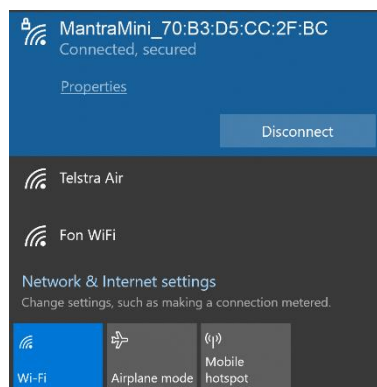 MantraMini_70:B3:D5:CC:2F:BC
Connected, secured
Properties
Disconnect
Telstra Air
Fon WiFi
Network & Internet settings
Change settings, such as making a connection metered.
Wi-Fi
Airplane mode
Mobile
hotspot